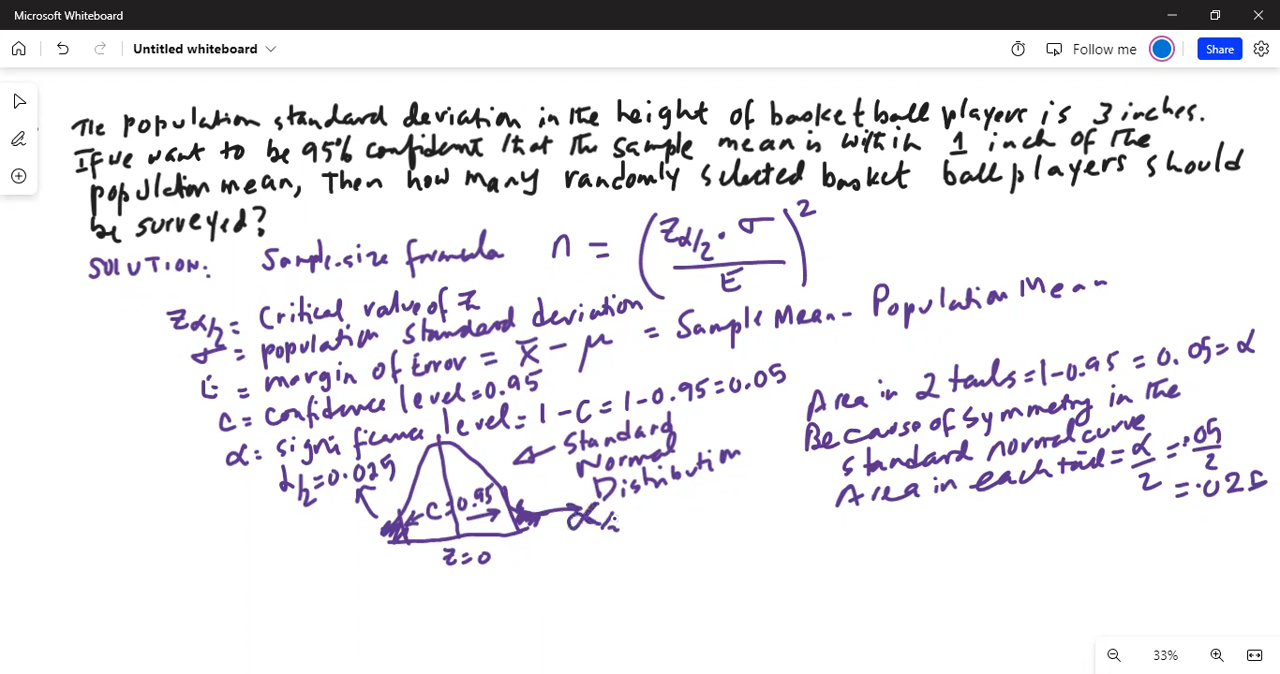 Microsoft Whiteboard
Untitled whiteboard
Follow me
Share
The population standard deviation in the height of basket ball players is 3 inches.
If we want to be 95% confident that the sample mean is within 1 inch of the
population mean, Then how many randomly selected basket ball players should
be surveyed?
SOLUTION: Sample size formula n = (Zα/2 · σ / E)²
Zα/2 = Critical value of Z
σ = population standard deviation
E = margin of Error = x̄ − μ = Sample Mean - Population Mean
C = confidence level = 0.95
α = significance level = 1 − C = 1 − 0.95 = 0.05
α/2 = 0.025
Standard
Normal
Distribution
C = 0.95
α/2
Z = 0
Area in 2 tails = 1 − 0.95 = 0.05 = α
Because of symmetry in the
standard normal curve
Area in each tail = α/2 = .05/2
= .025
33%